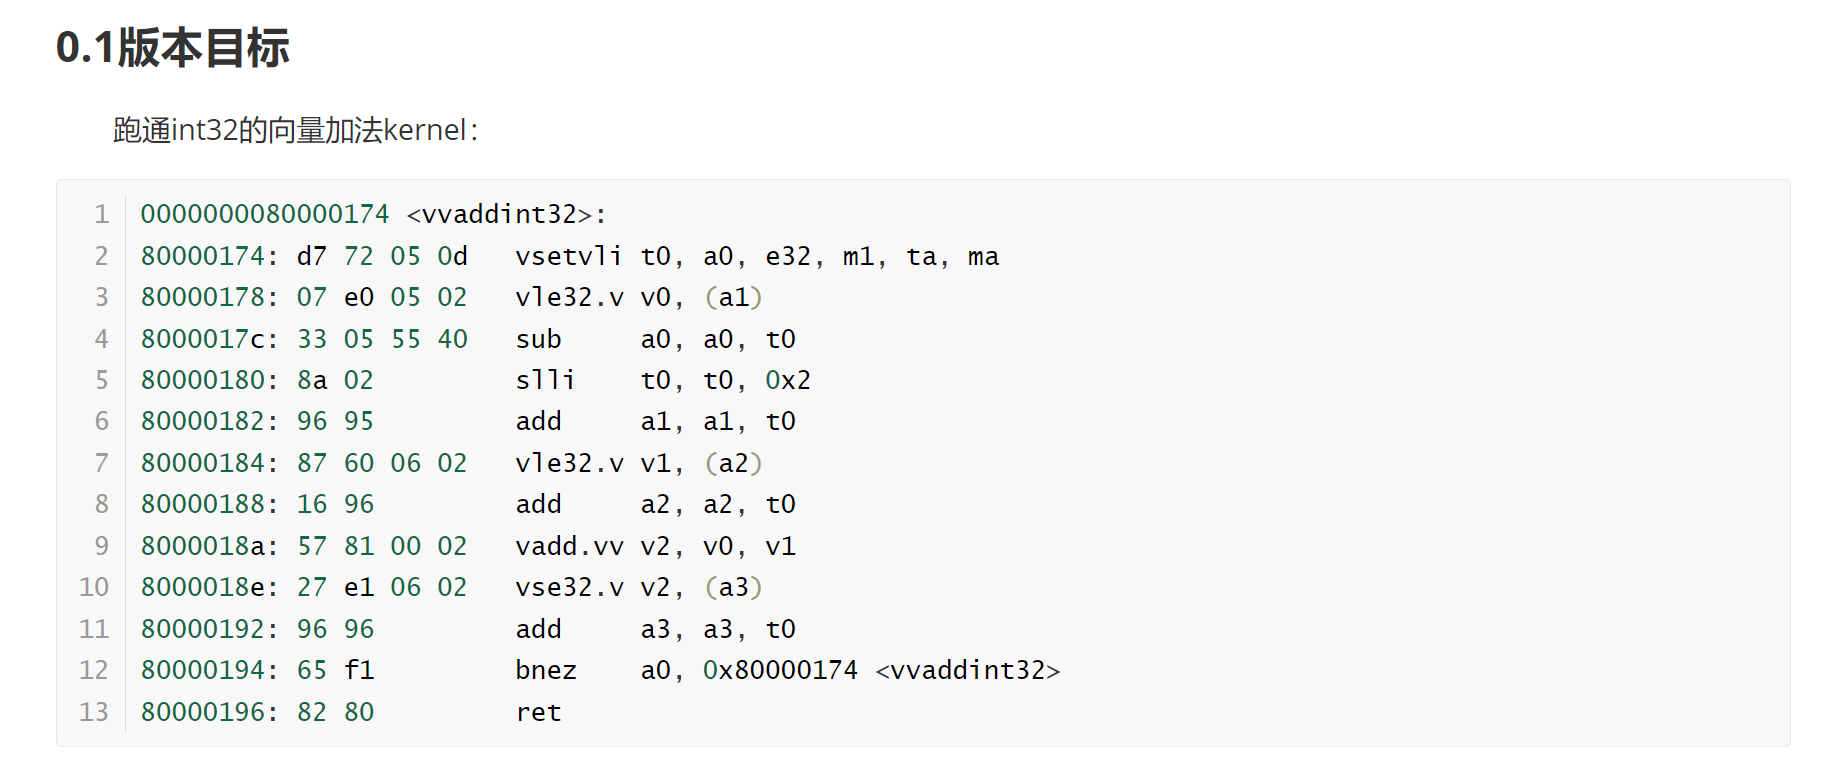 0.1版本目标
跑通int32的向量加法kernel：
1 0000000080000174 <vvaddint32>:
2 80000174: d7 72 05 0d   vsetvli t0, a0, e32, m1, ta, ma
3 80000178: 07 e0 05 02   vle32.v v0, (a1)
4 8000017c: 33 05 55 40   sub     a0, a0, t0
5 80000180: 8a 02         slli    t0, t0, 0x2
6 80000182: 96 95         add     a1, a1, t0
7 80000184: 87 60 06 02   vle32.v v1, (a2)
8 80000188: 16 96         add     a2, a2, t0
9 8000018a: 57 81 00 02   vadd.vv v2, v0, v1
10 8000018e: 27 e1 06 02   vse32.v v2, (a3)
11 80000192: 96 96         add     a3, a3, t0
12 80000194: 65 f1         bnez    a0, 0x80000174 <vvaddint32>
13 80000196: 82 80         ret